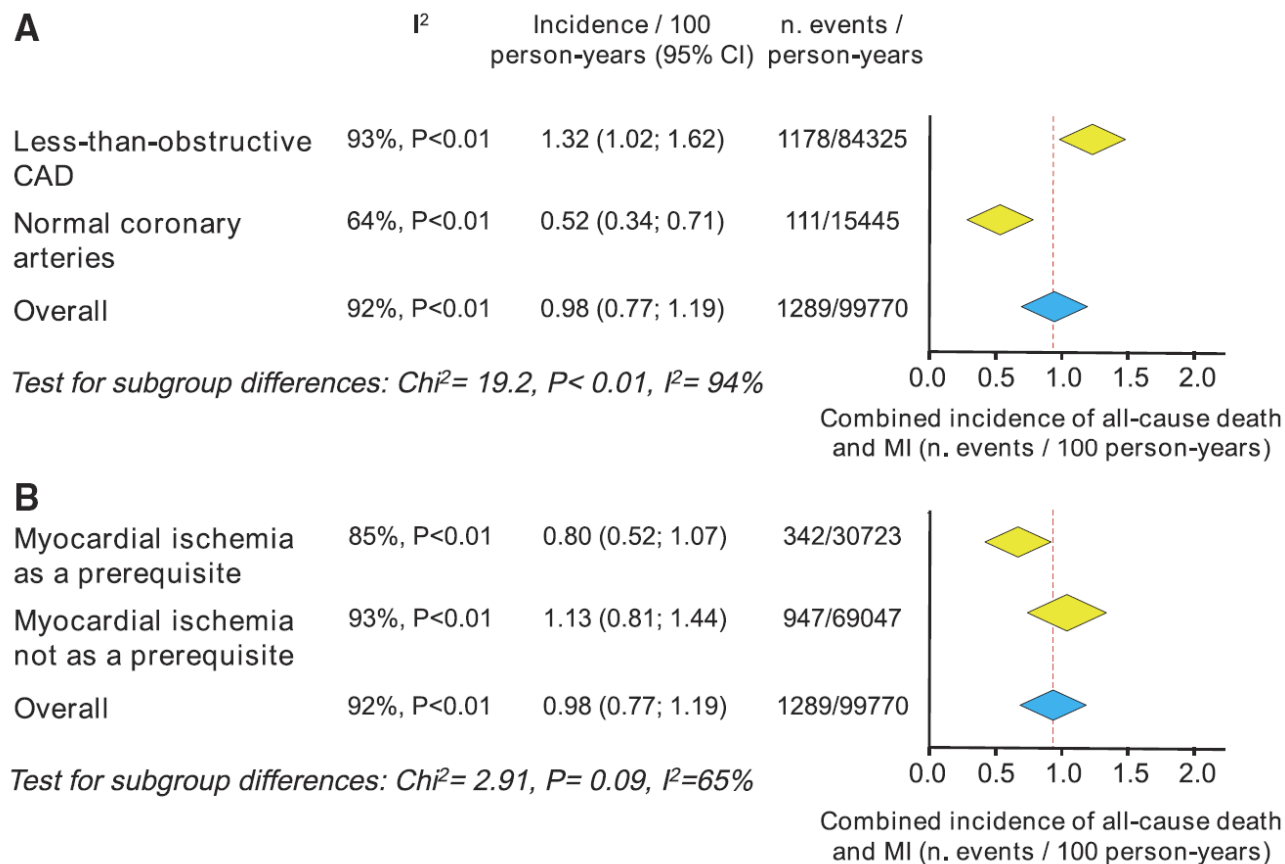 A
I² Incidence / 100 n. events /
person-years (95% CI) person-years
Less-than-obstructive 93%, P<0.01 1.32 (1.02; 1.62) 1178/84325
CAD
Normal coronary 64%, P<0.01 0.52 (0.34; 0.71) 111/15445
arteries
Overall 92%, P<0.01 0.98 (0.77; 1.19) 1289/99770
Test for subgroup differences: Chi²= 19.2, P< 0.01, I²= 94%
0.0 0.5 1.0 1.5 2.0
Combined incidence of all-cause death
and MI (n. events / 100 person-years)
B
Myocardial ischemia 85%, P<0.01 0.80 (0.52; 1.07) 342/30723
as a prerequisite
Myocardial ischemia 93%, P<0.01 1.13 (0.81; 1.44) 947/69047
not as a prerequisite
Overall 92%, P<0.01 0.98 (0.77; 1.19) 1289/99770
Test for subgroup differences: Chi²= 2.91, P= 0.09, I²=65%
0.0 0.5 1.0 1.5 2.0
Combined incidence of all-cause death
and MI (n. events / 100 person-years)